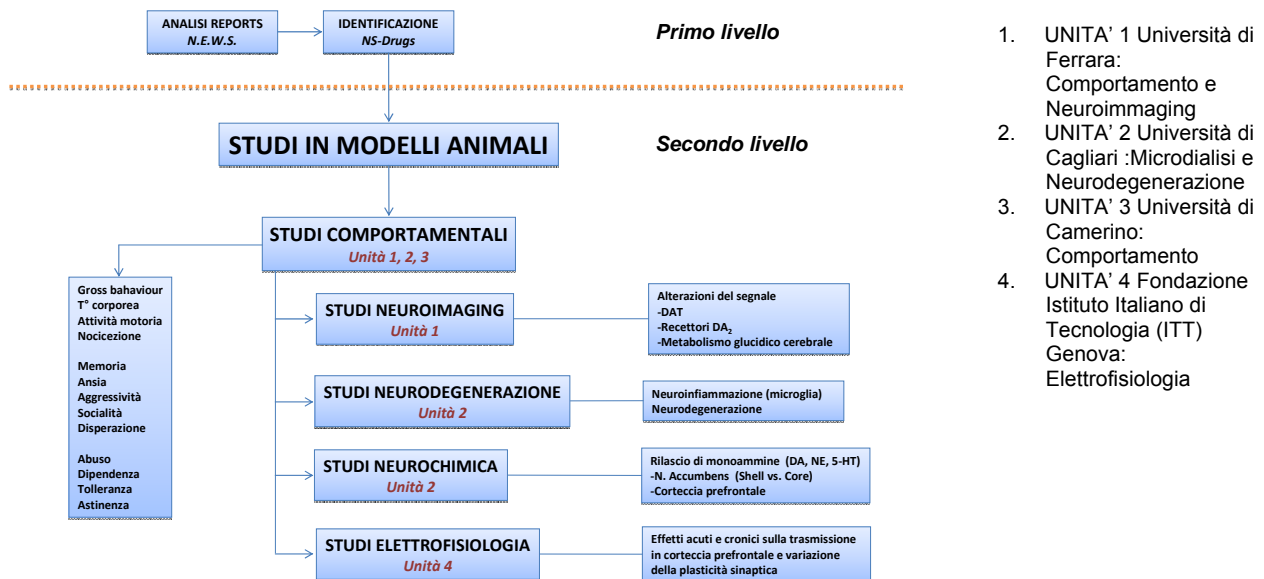 ANALISI REPORTS
N.E.W.S.
IDENTIFICAZIONE
NS-Drugs
Primo livello
STUDI IN MODELLI ANIMALI
Secondo livello
STUDI COMPORTAMENTALI
Unità 1, 2, 3
Gross bahaviour
T° corporea
Attività motoria
Nocicezione
Memoria
Ansia
Aggressività
Socialità
Disperazione
Abuso
Dipendenza
Tolleranza
Astinenza
STUDI NEUROIMAGING
Unità 1
Alterazioni del segnale
-DAT
-Recettori DA₂
-Metabolismo glucidico cerebrale
STUDI NEURODEGENERAZIONE
Unità 2
Neuroinfiammazione (microglia)
Neurodegenerazione
STUDI NEUROCHIMICA
Unità 2
Rilascio di monoammine (DA, NE, 5-HT)
-N. Accumbens (Shell vs. Core)
-Corteccia prefrontale
STUDI ELETTROFISIOLOGIA
Unità 4
Effetti acuti e cronici sulla trasmissione
in corteccia prefrontale e variazione
della plasticità sinaptica
1. UNITA’ 1 Università di
Ferrara:
Comportamento e
Neuroimmaging
2. UNITA’ 2 Università di
Cagliari :Microdialisi e
Neurodegenerazione
3. UNITA’ 3 Università di
Camerino:
Comportamento
4. UNITA’ 4 Fondazione
Istituto Italiano di
Tecnologia (ITT)
Genova:
Elettrofisiologia